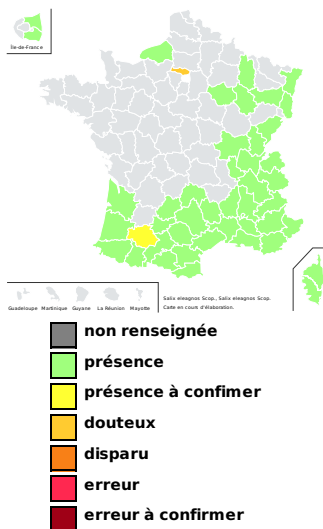 Île-de-France
Guadeloupe Martinique Guyane La Réunion Mayotte
Salix eleagnos Scop., Salix eleagnos Scop.
Carte en cours d'élaboration.
non renseignée
présence
présence à confimer
douteux
disparu
erreur
erreur à confirmer